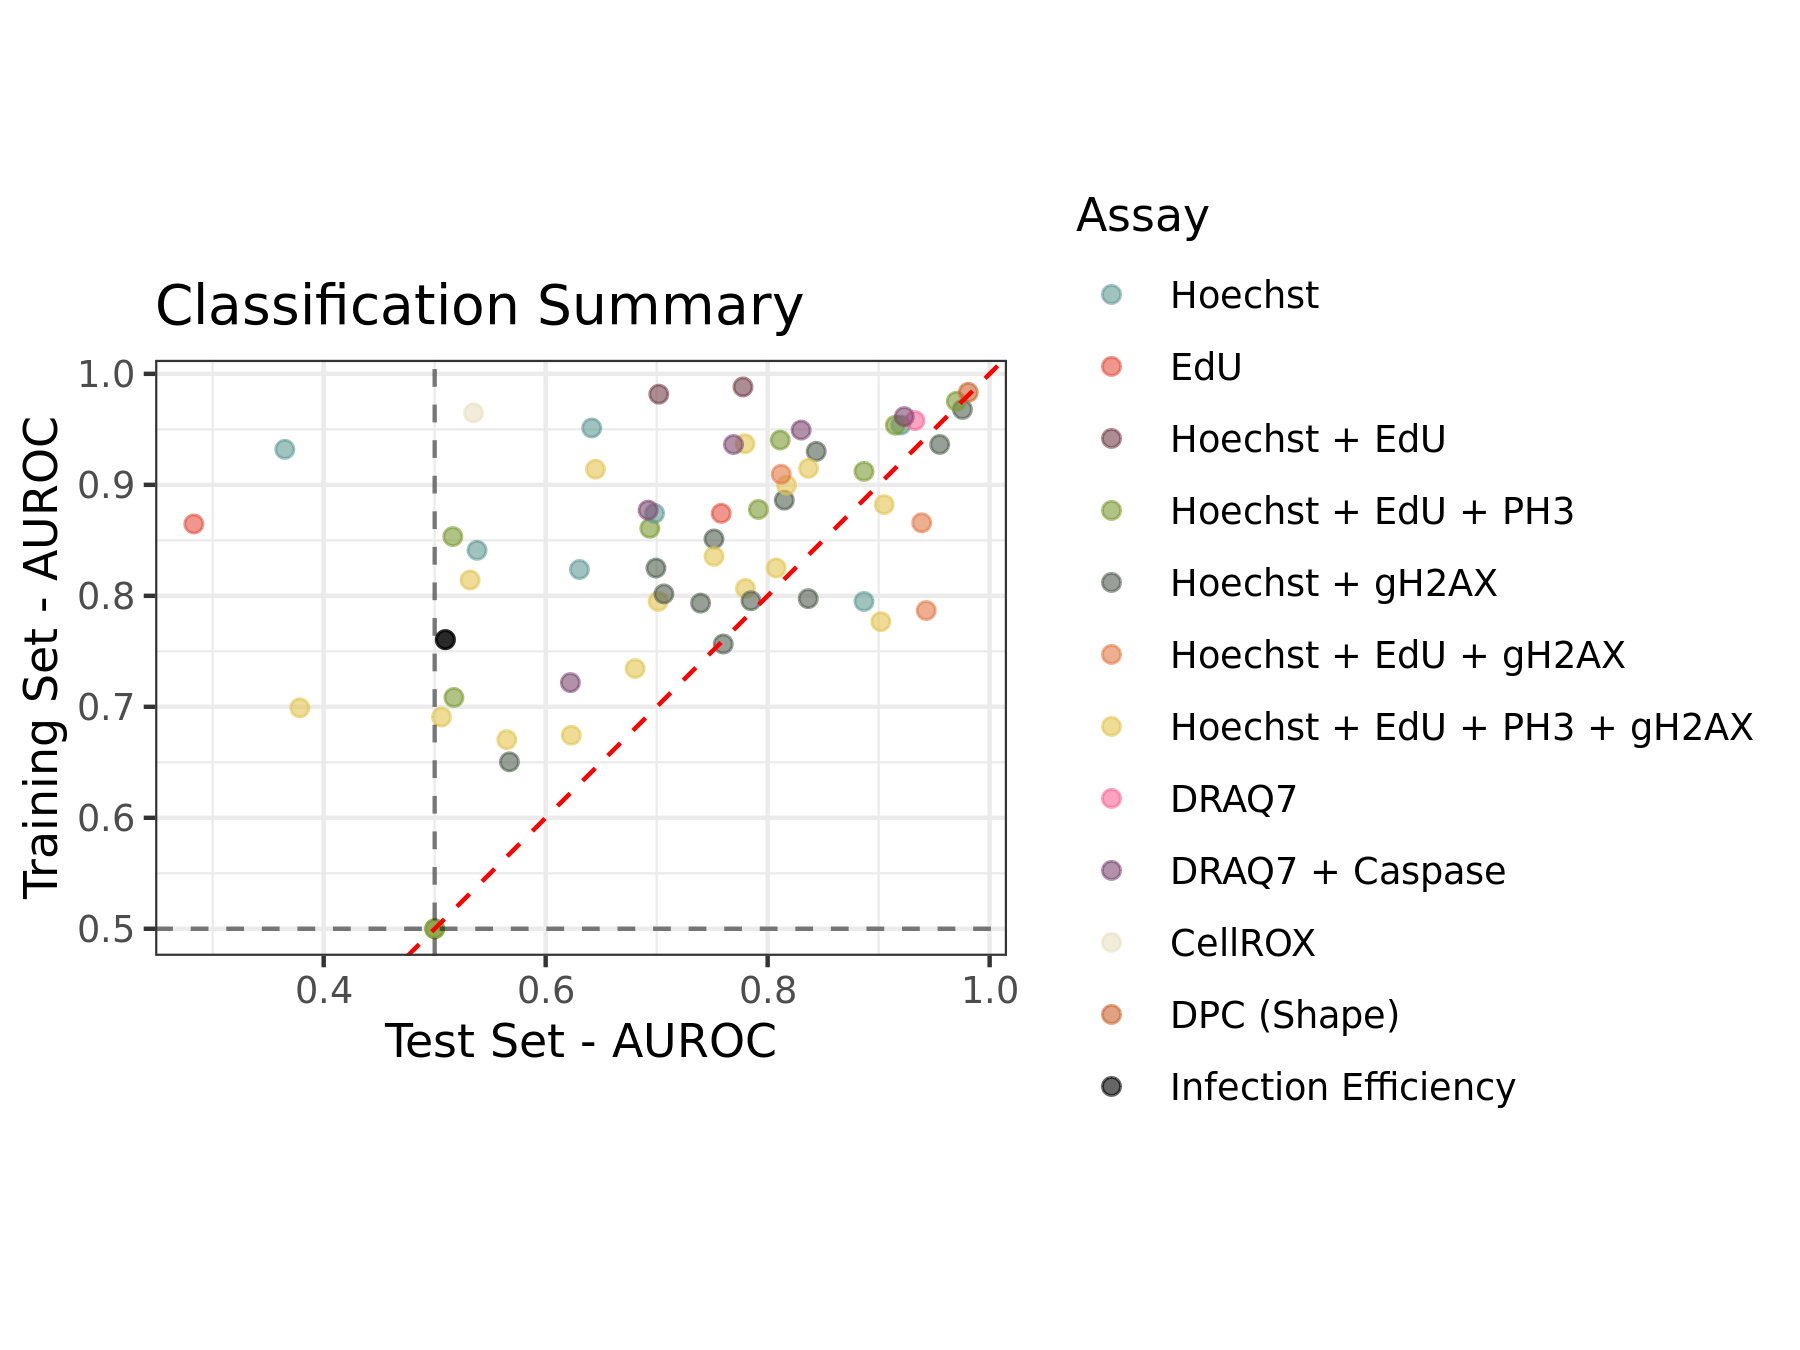 Classification Summary
Training Set - AUROC
1.0
0.9
0.8
0.7
0.6
0.5
0.4
0.6
0.8
1.0
Test Set - AUROC
Assay
Hoechst
EdU
Hoechst + EdU
Hoechst + EdU + PH3
Hoechst + gH2AX
Hoechst + EdU + gH2AX
Hoechst + EdU + PH3 + gH2AX
DRAQ7
DRAQ7 + Caspase
CellROX
DPC (Shape)
Infection Efficiency